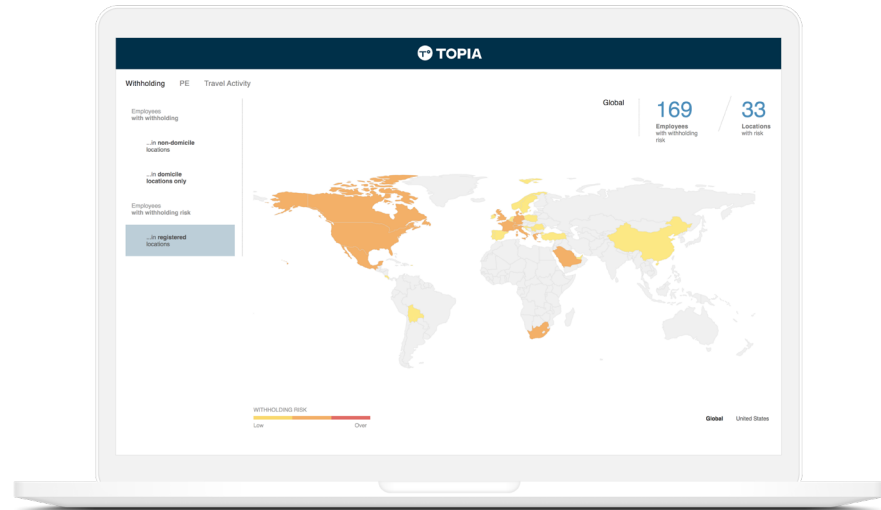 TOPIA
Withholding PE Travel Activity
Employees
with withholding
...in non-domicile
locations
...in domicile
locations only
Employees
with withholding risk
...in registered
locations
Global
169
Employees
with withholding
risk
33
Locations
with risk
WITHHOLDING RISK
Low Over
Global United States